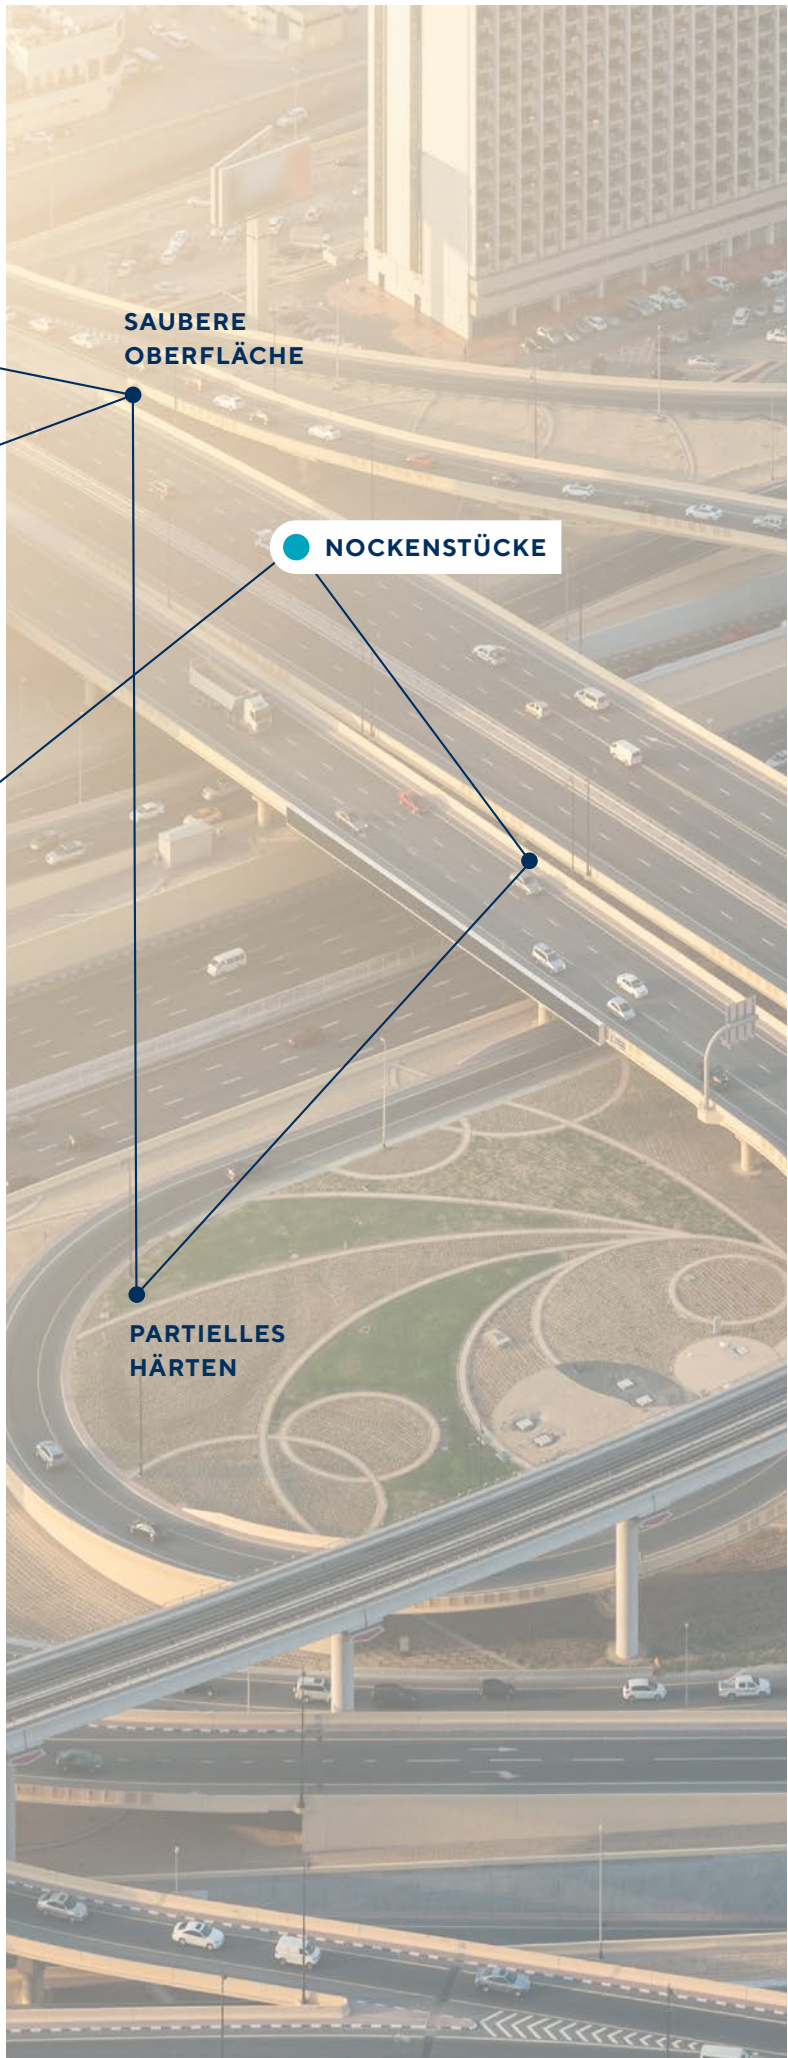 SAUBERE
OBERFLÄCHE
NOCKENSTÜCKE
PARTIELLES
HÄRTEN